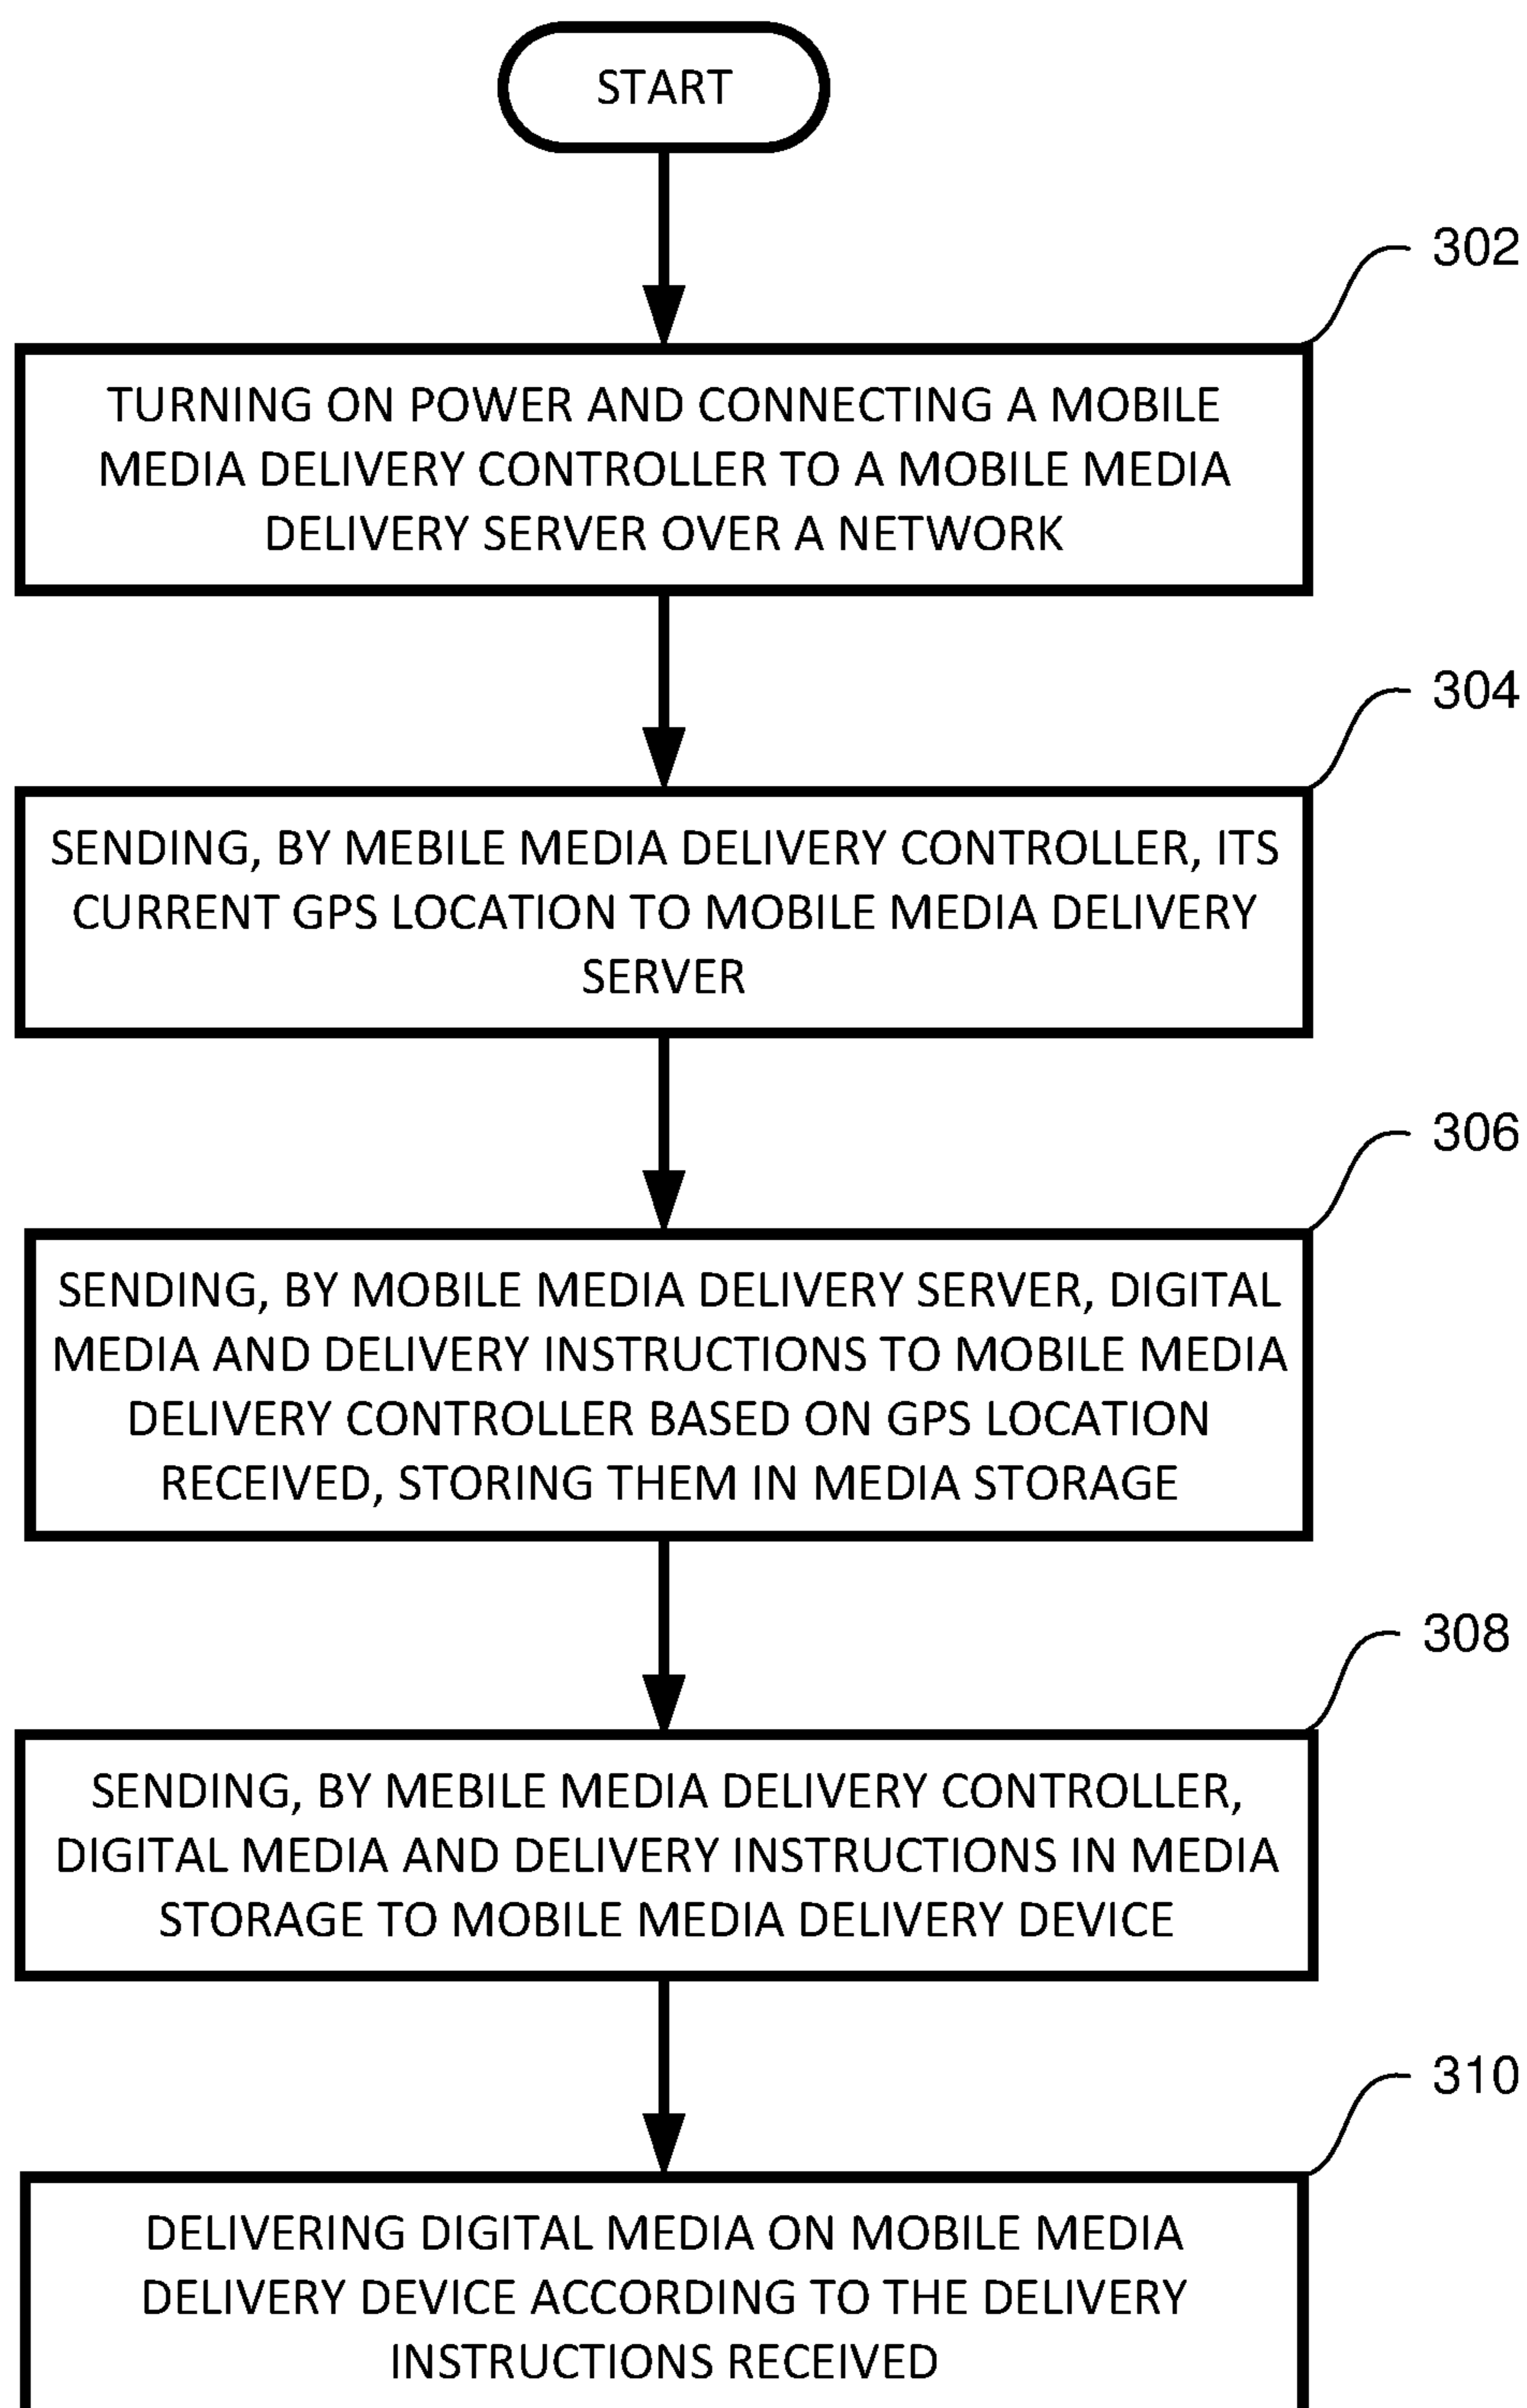 START
302
TURNING ON POWER AND CONNECTING A MOBILE
MEDIA DELIVERY CONTROLLER TO A MOBILE MEDIA
DELIVERY SERVER OVER A NETWORK
304
SENDING, BY MEBILE MEDIA DELIVERY CONTROLLER, ITS
CURRENT GPS LOCATION TO MOBILE MEDIA DELIVERY
SERVER
306
SENDING, BY MOBILE MEDIA DELIVERY SERVER, DIGITAL
MEDIA AND DELIVERY INSTRUCTIONS TO MOBILE MEDIA
DELIVERY CONTROLLER BASED ON GPS LOCATION
RECEIVED, STORING THEM IN MEDIA STORAGE
308
SENDING, BY MEBILE MEDIA DELIVERY CONTROLLER,
DIGITAL MEDIA AND DELIVERY INSTRUCTIONS IN MEDIA
STORAGE TO MOBILE MEDIA DELIVERY DEVICE
310
DELIVERING DIGITAL MEDIA ON MOBILE MEDIA
DELIVERY DEVICE ACCORDING TO THE DELIVERY
INSTRUCTIONS RECEIVED